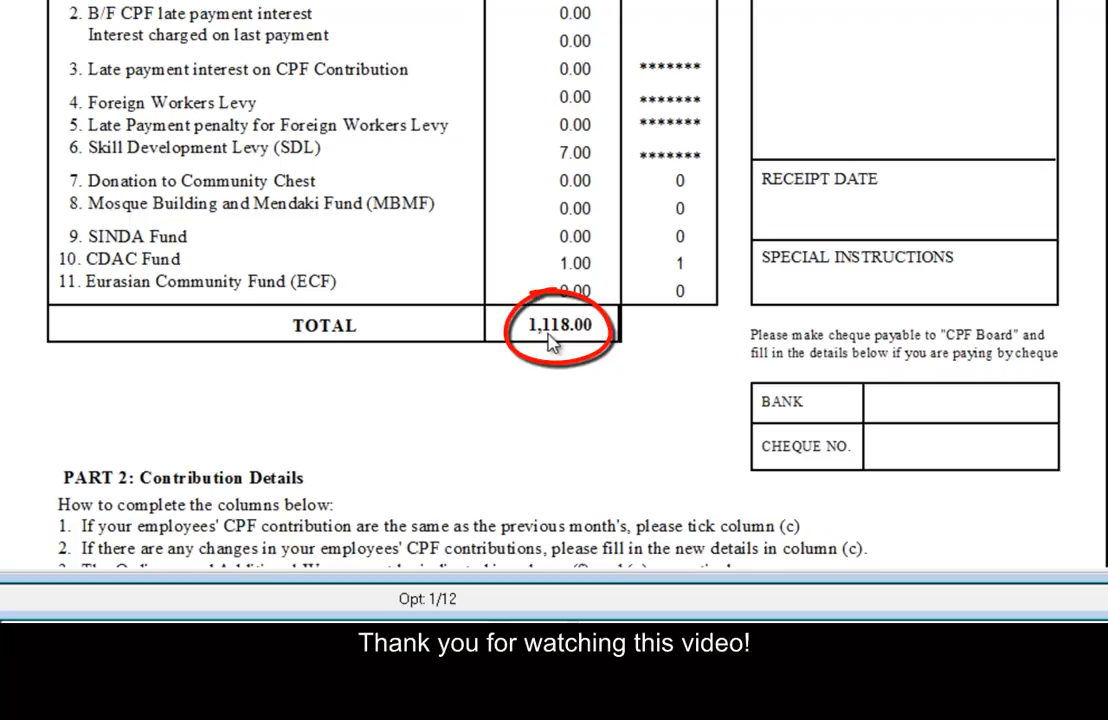 2. B/F CPF late payment interest 0.00
Interest charged on last payment 0.00
3. Late payment interest on CPF Contribution 0.00 *******
4. Foreign Workers Levy 0.00 *******
5. Late Payment penalty for Foreign Workers Levy 0.00 *******
6. Skill Development Levy (SDL) 7.00 *******
7. Donation to Community Chest 0.00 0
8. Mosque Building and Mendaki Fund (MBMF) 0.00 0
9. SINDA Fund 0.00 0
10. CDAC Fund 1.00 1
11. Eurasian Community Fund (ECF) 0.00 0
TOTAL 1,118.00
RECEIPT DATE
SPECIAL INSTRUCTIONS
Please make cheque payable to "CPF Board" and
fill in the details below if you are paying by cheque
BANK
CHEQUE NO.
PART 2: Contribution Details
How to complete the columns below:
1. If your employees' CPF contribution are the same as the previous month's, please tick column (c)
2. If there are any changes in your employees' CPF contributions, please fill in the new details in column (c).
Opt: 1/12
Thank you for watching this video!